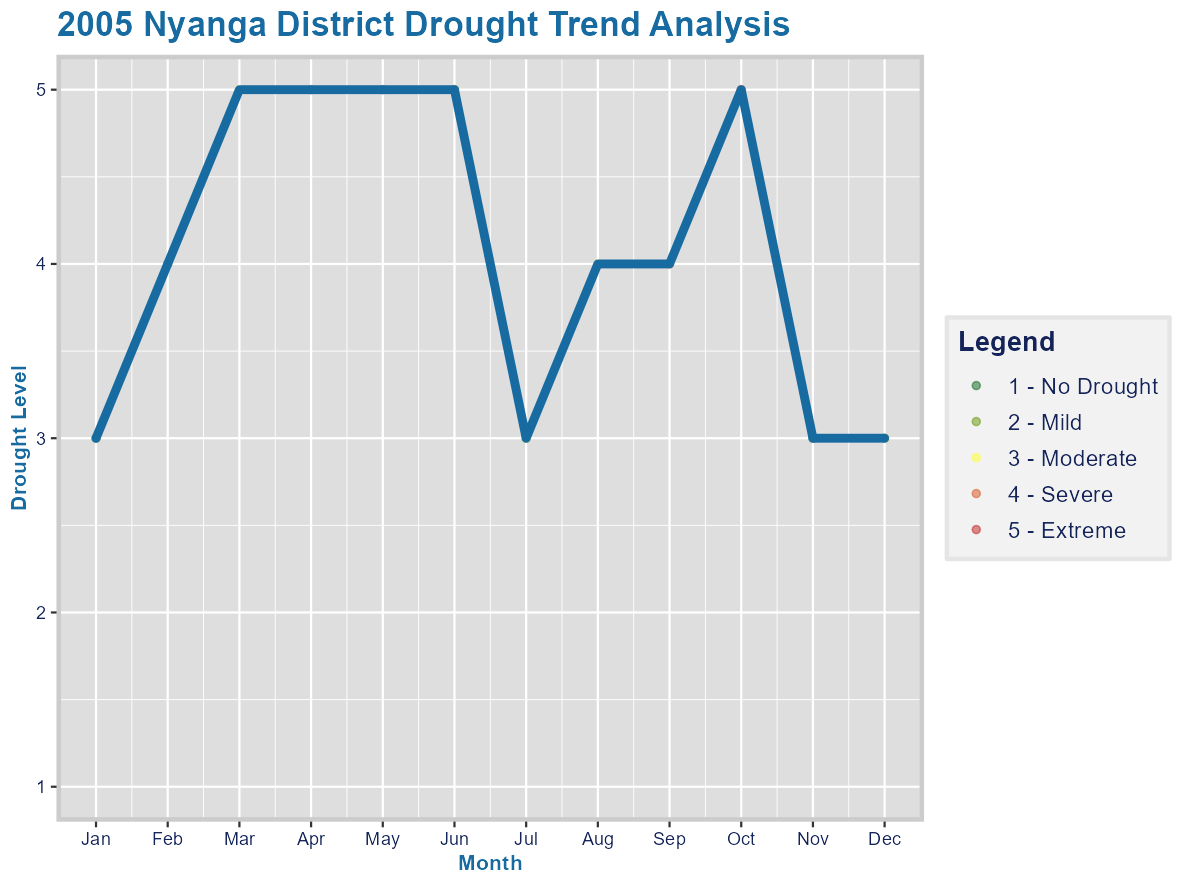 2005 Nyanga District Drought Trend Analysis
Drought Level
5
4
3
2
1
Jan Feb Mar Apr May Jun Jul Aug Sep Oct Nov Dec
Month
Legend
1 - No Drought
2 - Mild
3 - Moderate
4 - Severe
5 - Extreme